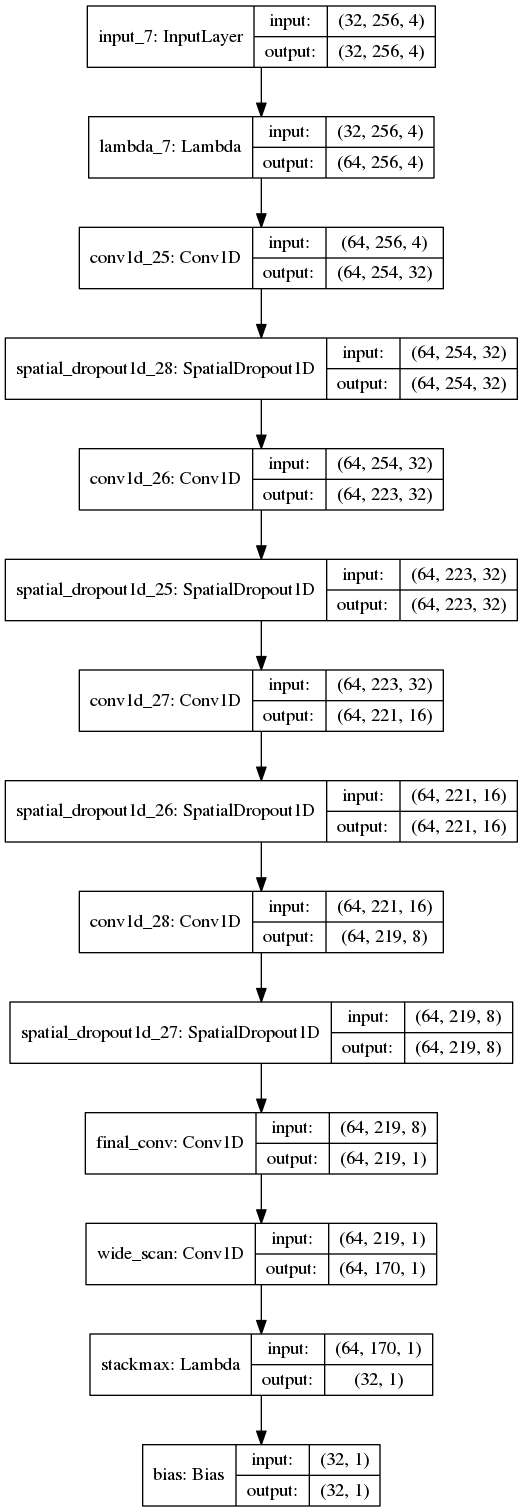 input_7: InputLayer
input: (32, 256, 4)
output: (32, 256, 4)
lambda_7: Lambda
input: (32, 256, 4)
output: (64, 256, 4)
conv1d_25: Conv1D
input: (64, 256, 4)
output: (64, 254, 32)
spatial_dropout1d_28: SpatialDropout1D
input: (64, 254, 32)
output: (64, 254, 32)
conv1d_26: Conv1D
input: (64, 254, 32)
output: (64, 223, 32)
spatial_dropout1d_25: SpatialDropout1D
input: (64, 223, 32)
output: (64, 223, 32)
conv1d_27: Conv1D
input: (64, 223, 32)
output: (64, 221, 16)
spatial_dropout1d_26: SpatialDropout1D
input: (64, 221, 16)
output: (64, 221, 16)
conv1d_28: Conv1D
input: (64, 221, 16)
output: (64, 219, 8)
spatial_dropout1d_27: SpatialDropout1D
input: (64, 219, 8)
output: (64, 219, 8)
final_conv: Conv1D
input: (64, 219, 8)
output: (64, 219, 1)
wide_scan: Conv1D
input: (64, 219, 1)
output: (64, 170, 1)
stackmax: Lambda
input: (64, 170, 1)
output: (32, 1)
bias: Bias
input: (32, 1)
output: (32, 1)